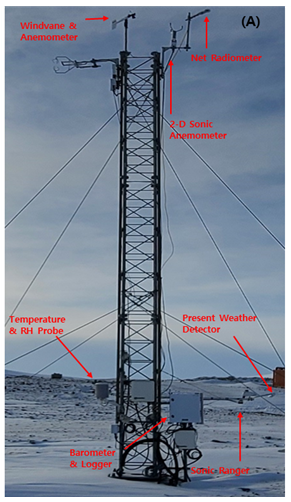 Windvane &
Anemometer
(A)
Net Radiometer
2-D Sonic
Anemometer
Temperature
& RH Probe
Present Weather
Detector
Barometer
& Logger
Sonic Ranger